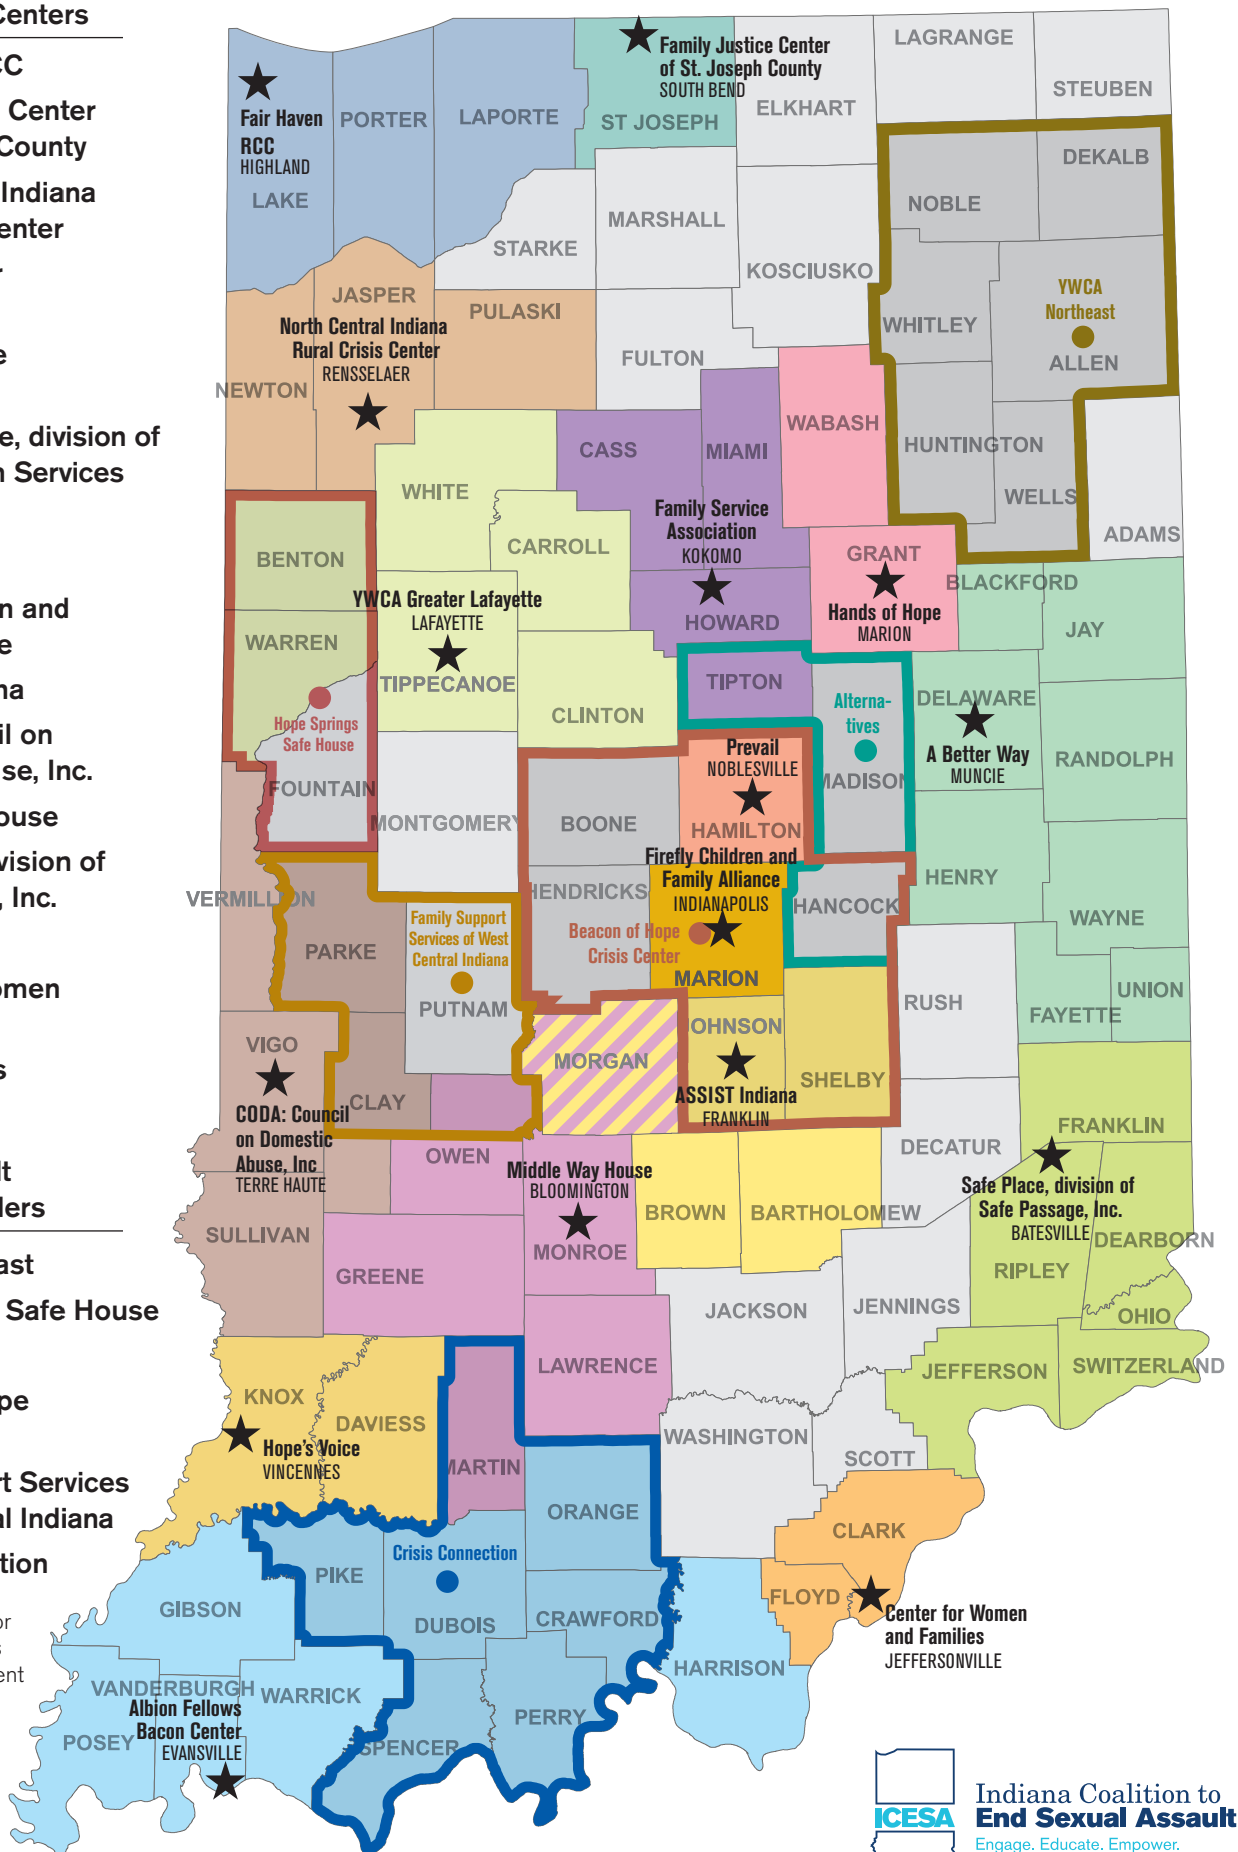 Centers
CC
Center
County
Indiana
enter
e
e, division of
n Services
n and
e
na
il on
se, Inc.
ouse
vision of
, Inc.
omen
s
lt
ders
ast
Safe House
pe
rt Services
al Indiana
tion
or
s
ent
LAGRANGE
STEUBEN
Family Justice Center
of St. Joseph County
SOUTH BEND
ELKHART
ST JOSEPH
LAPORTE
PORTER
Fair Haven
RCC
HIGHLAND
LAKE
DEKALB
NOBLE
MARSHALL
STARKE
KOSCIUSKO
JASPER
PULASKI
North Central Indiana
Rural Crisis Center
RENSSELAER
NEWTON
FULTON
WHITLEY
YWCA
Northeast
ALLEN
WABASH
CASS
MIAMI
HUNTINGTON
WELLS
ADAMS
WHITE
CARROLL
BENTON
Family Service
Association
KOKOMO
HOWARD
GRANT
Hands of Hope
MARION
BLACKFORD
JAY
YWCA Greater Lafayette
LAFAYETTE
TIPPECANOE
WARREN
Hope Springs
Safe House
FOUNTAIN
CLINTON
TIPTON
Alterna-
tives
MADISON
DELAWARE
A Better Way
MUNCIE
RANDOLPH
Prevail
NOBLESVILLE
HAMILTON
MONTGOMERY
BOONE
Firefly Children and
Family Alliance
INDIANAPOLIS
HENDRICKS
Beacon of Hope
Crisis Center
MARION
HANCOCK
HENRY
WAYNE
VERMILLION
PARKE
Family Support
Services of West
Central Indiana
PUTNAM
RUSH
FAYETTE
UNION
VIGO
CODA: Council
on Domestic
Abuse, Inc
TERRE HAUTE
CLAY
MORGAN
JOHNSON
ASSIST Indiana
FRANKLIN
SHELBY
FRANKLIN
DECATUR
OWEN
Middle Way House
BLOOMINGTON
MONROE
BROWN
BARTHOLOMEW
Safe Place, division of
Safe Passage, Inc.
BATESVILLE
DEARBORN
RIPLEY
OHIO
SULLIVAN
GREENE
JACKSON
JENNINGS
JEFFERSON
SWITZERLAND
LAWRENCE
KNOX
DAVIESS
Hope's Voice
VINCENNES
MARTIN
WASHINGTON
SCOTT
ORANGE
CLARK
Crisis Connection
PIKE
DUBOIS
CRAWFORD
FLOYD
Center for Women
and Families
JEFFERSONVILLE
GIBSON
HARRISON
VANDERBURGH
WARRICK
POSEY
Albion Fellows
Bacon Center
EVANSVILLE
SPENCER
PERRY
ICESA
Indiana Coalition to
End Sexual Assault
Engage. Educate. Empower.